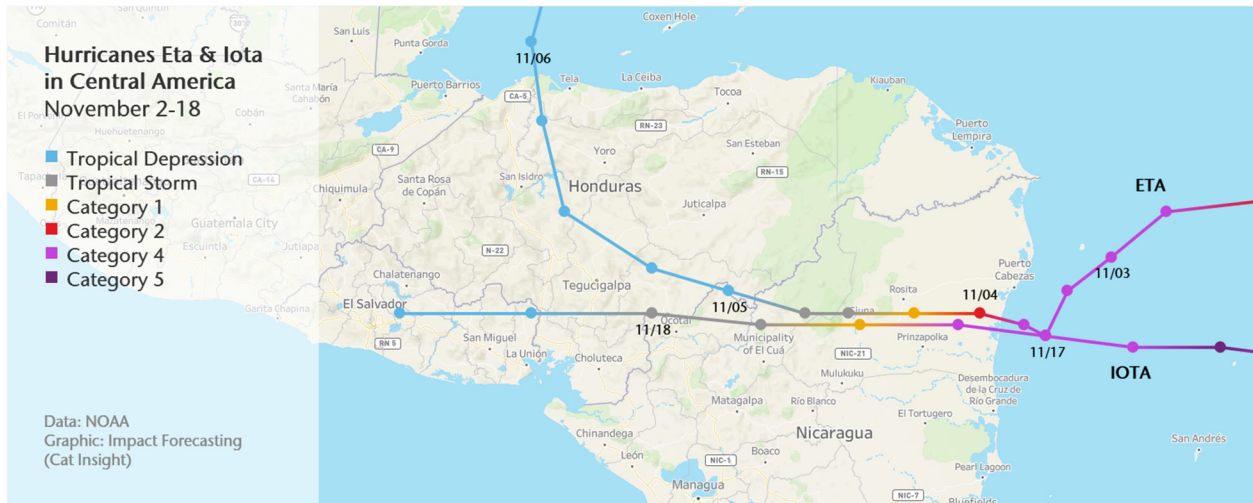 Hurricanes Eta & Iota
in Central America
November 2-18
Tropical Depression
Tropical Storm
Category 1
Category 2
Category 4
Category 5
Data: NOAA
Graphic: Impact Forecasting
(Cat Insight)
Comitán
San Quintín
San Luis
Punta Gorda
Coxen Hole
11/06
Tela
La Ceiba
Puerto Barrios
Santa María
Cahabón
Cobán
Huehuetenango
CA-5
Tocoa
Kiauban
RN-23
Puerto
Lempira
CA-9
Yoro
San Esteban
RN-15
CA-14
Chiquimula
Santa Rosa
de Copán
San Isidro
Honduras
Juticalpa
ETA
Guatemala City
Escuintla
Jutiapa
N-22
Puerto
Cabezas
11/03
Chalatenango
Tegucigalpa
11/05
Rosita
11/04
Garita Chapina
El Salvador
11/18
Ocotal
Siuna
RN 5
San Miguel
La Unión
Choluteca
Municipality
of El Cuá
NIC-21
Prinzapolka
11/17
IOTA
Mulukuku
Desembocadura
de la Cruz de
Río Grande
Matagalpa
Río Blanco
El Tortugero
Chinandega
Nicaragua
San Andrés
León
NIC-1
Boaco
Pearl Lagoon
Managua
NIC-7
Bluefields